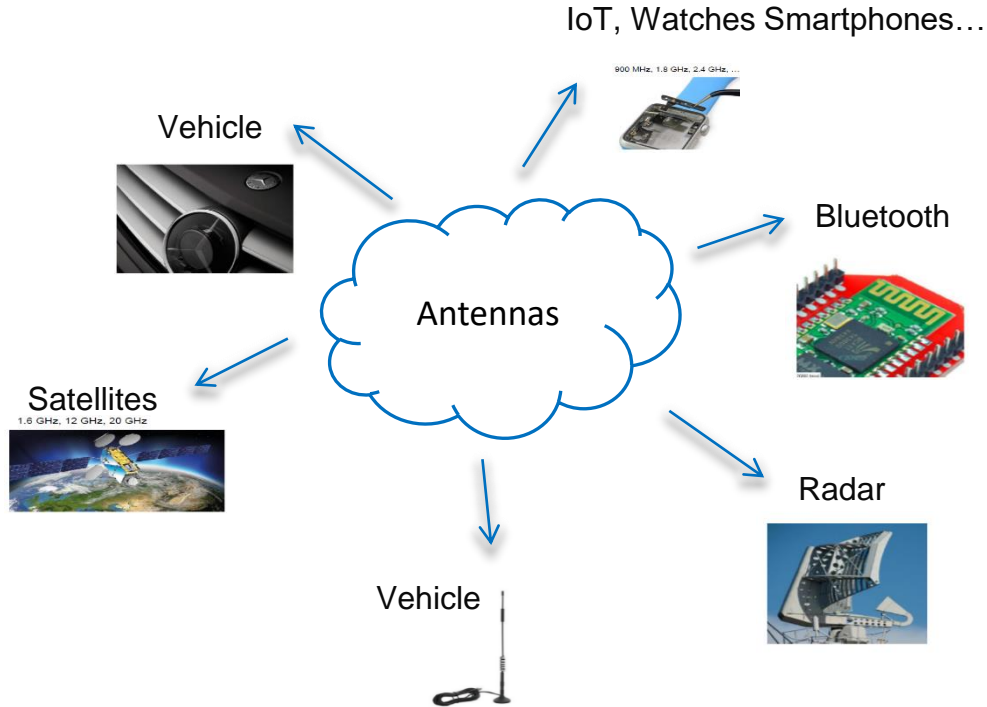 IoT, Watches Smartphones…
900 MHz, 1.8 GHz, 2.4 GHz, ...
Vehicle
Bluetooth
Antennas
Satellites
1.6 GHz, 12 GHz, 20 GHz
Radar
Vehicle